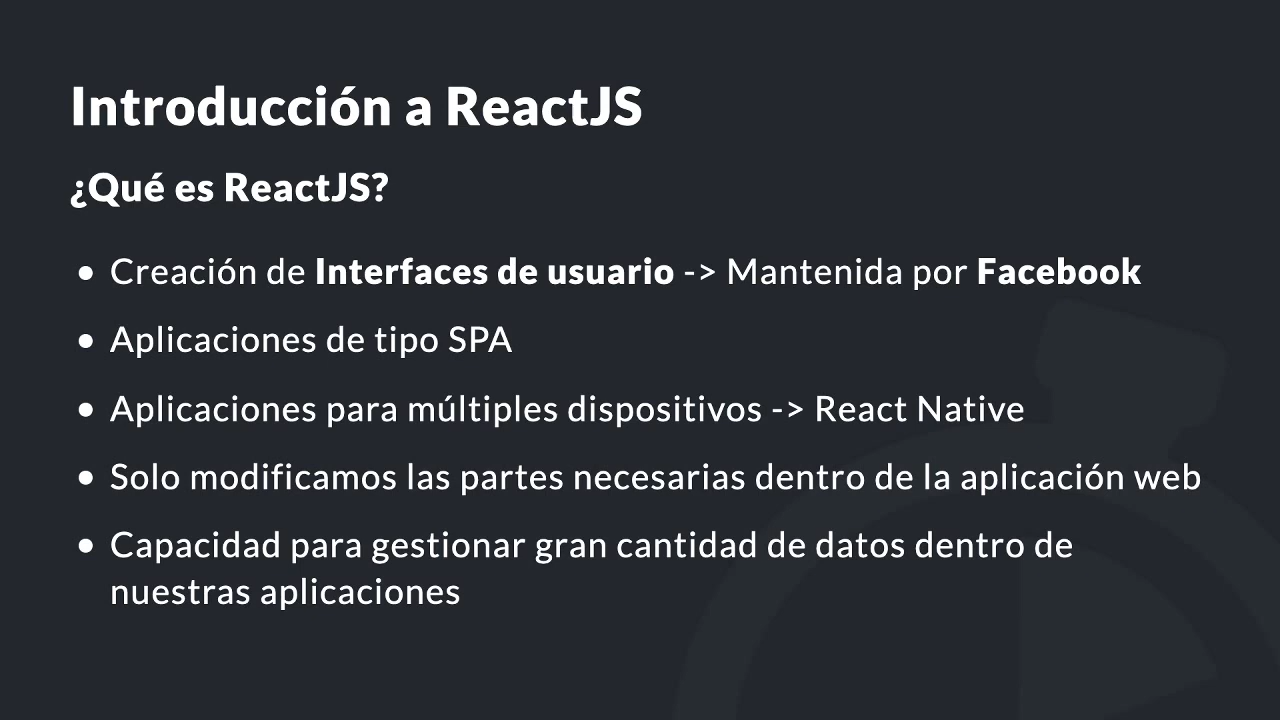 Introducción a ReactJS
¿Qué es ReactJS?
• Creación de Interfaces de usuario -> Mantenida por Facebook
• Aplicaciones de tipo SPA
• Aplicaciones para múltiples dispositivos -> React Native
• Solo modificamos las partes necesarias dentro de la aplicación web
• Capacidad para gestionar gran cantidad de datos dentro de
nuestras aplicaciones